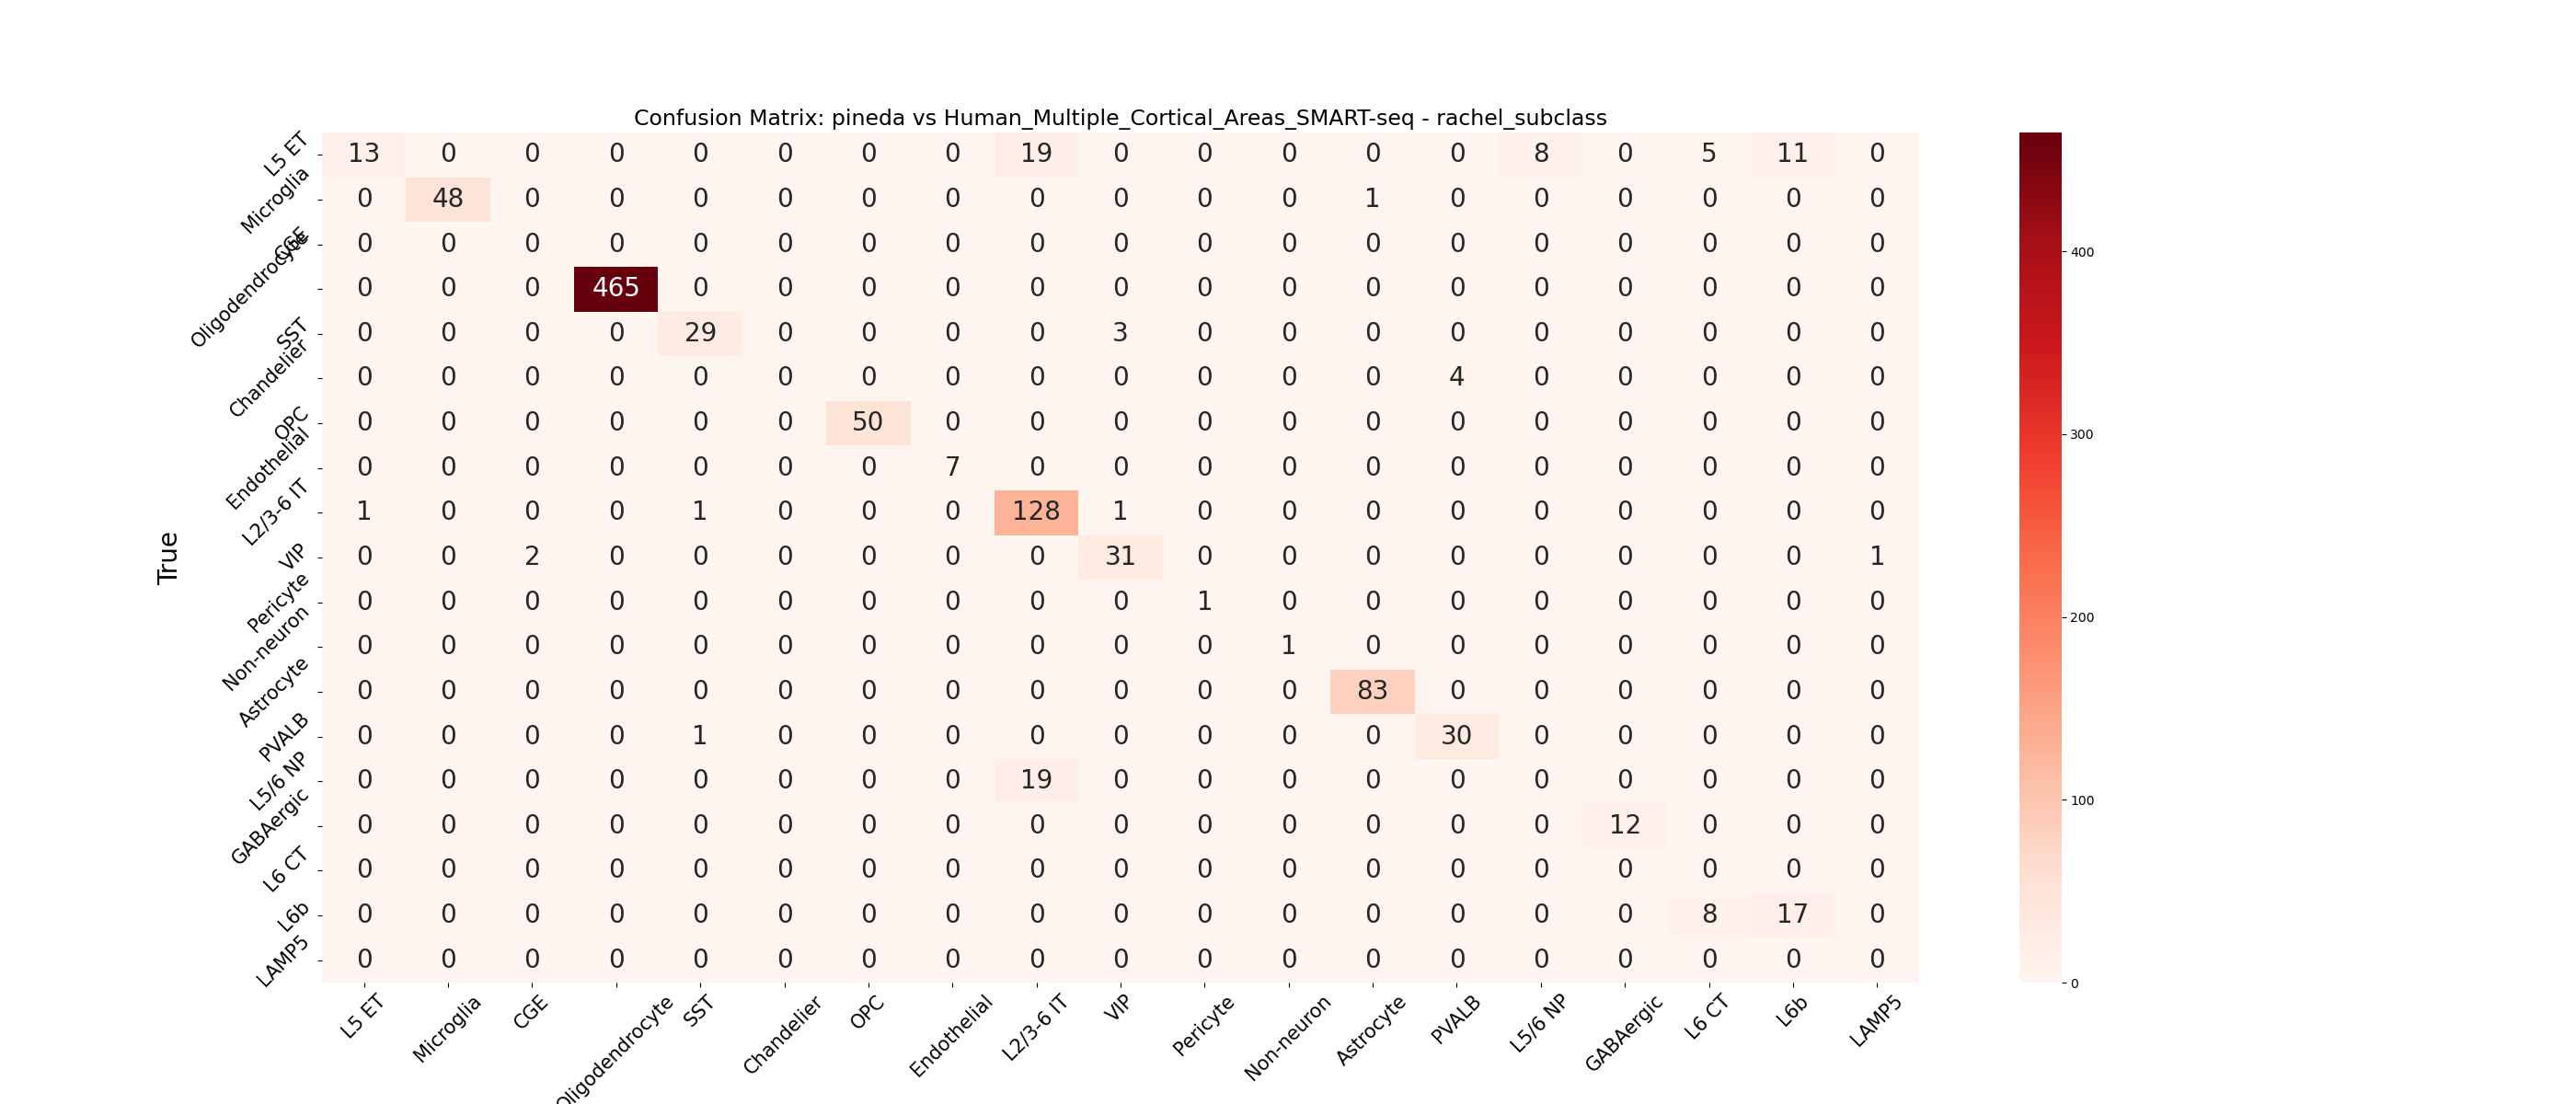 Confusion Matrix: pineda vs Human_Multiple_Cortical_Areas_SMART-seq - rachel_subclass
True
L5 ET 13 0 0 0 0 0 0 0 19 0 0 0 0 0 8 0 5 11 0
Microglia 0 48 0 0 0 0 0 0 0 0 0 0 1 0 0 0 0 0 0
CGE 0 0 0 0 0 0 0 0 0 0 0 0 0 0 0 0 0 0 0
Oligodendrocyte 0 0 0 465 0 0 0 0 0 0 0 0 0 0 0 0 0 0 0
SST 0 0 0 0 29 0 0 0 0 3 0 0 0 0 0 0 0 0 0
Chandelier 0 0 0 0 0 0 0 0 0 0 0 0 0 4 0 0 0 0 0
OPC 0 0 0 0 0 0 50 0 0 0 0 0 0 0 0 0 0 0 0
Endothelial 0 0 0 0 0 0 0 7 0 0 0 0 0 0 0 0 0 0 0
L2/3-6 IT 1 0 0 0 1 0 0 0 128 1 0 0 0 0 0 0 0 0 0
VIP 0 0 2 0 0 0 0 0 0 31 0 0 0 0 0 0 0 0 1
Pericyte 0 0 0 0 0 0 0 0 0 0 1 0 0 0 0 0 0 0 0
Non-neuron 0 0 0 0 0 0 0 0 0 0 0 1 0 0 0 0 0 0 0
Astrocyte 0 0 0 0 0 0 0 0 0 0 0 0 83 0 0 0 0 0 0
PVALB 0 0 0 0 1 0 0 0 0 0 0 0 0 30 0 0 0 0 0
L5/6 NP 0 0 0 0 0 0 0 0 19 0 0 0 0 0 0 0 0 0 0
GABAergic 0 0 0 0 0 0 0 0 0 0 0 0 0 0 0 12 0 0 0
L6 CT 0 0 0 0 0 0 0 0 0 0 0 0 0 0 0 0 0 0 0
L6b 0 0 0 0 0 0 0 0 0 0 0 0 0 0 0 0 8 17 0
LAMP5 0 0 0 0 0 0 0 0 0 0 0 0 0 0 0 0 0 0 0
L5 ET Microglia CGE Oligodendrocyte SST Chandelier OPC Endothelial L2/3-6 IT VIP Pericyte Non-neuron Astrocyte PVALB L5/6 NP GABAergic L6 CT L6b LAMP5
400
300
200
100
0